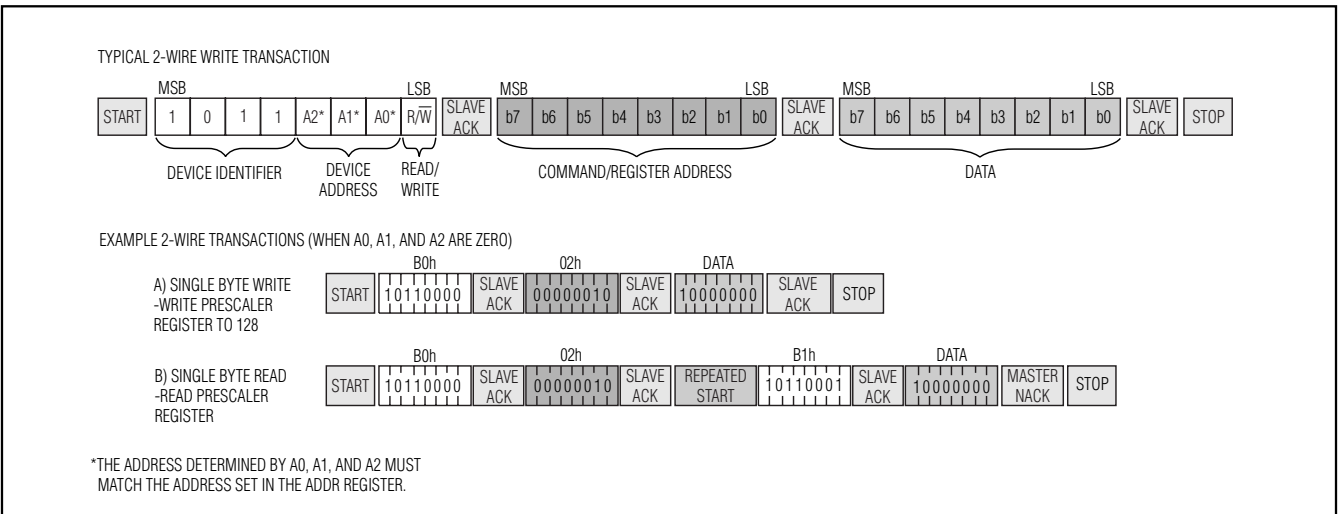 TYPICAL 2-WIRE WRITE TRANSACTION
MSB LSB MSB LSB MSB LSB
START 1 0 1 1 A2* A1* A0* R/W̅ SLAVE ACK b7 b6 b5 b4 b3 b2 b1 b0 SLAVE ACK b7 b6 b5 b4 b3 b2 b1 b0 SLAVE ACK STOP
DEVICE IDENTIFIER DEVICE ADDRESS READ/WRITE COMMAND/REGISTER ADDRESS DATA
EXAMPLE 2-WIRE TRANSACTIONS (WHEN A0, A1, AND A2 ARE ZERO)
B0h 02h DATA
A) SINGLE BYTE WRITE
-WRITE PRESCALER
REGISTER TO 128
START 10110000 SLAVE ACK 00000010 SLAVE ACK 10000000 SLAVE ACK STOP
B0h 02h B1h DATA
B) SINGLE BYTE READ
-READ PRESCALER
REGISTER
START 10110000 SLAVE ACK 00000010 SLAVE ACK REPEATED START 10110001 SLAVE ACK 10000000 MASTER NACK STOP
*THE ADDRESS DETERMINED BY A0, A1, AND A2 MUST
MATCH THE ADDRESS SET IN THE ADDR REGISTER.